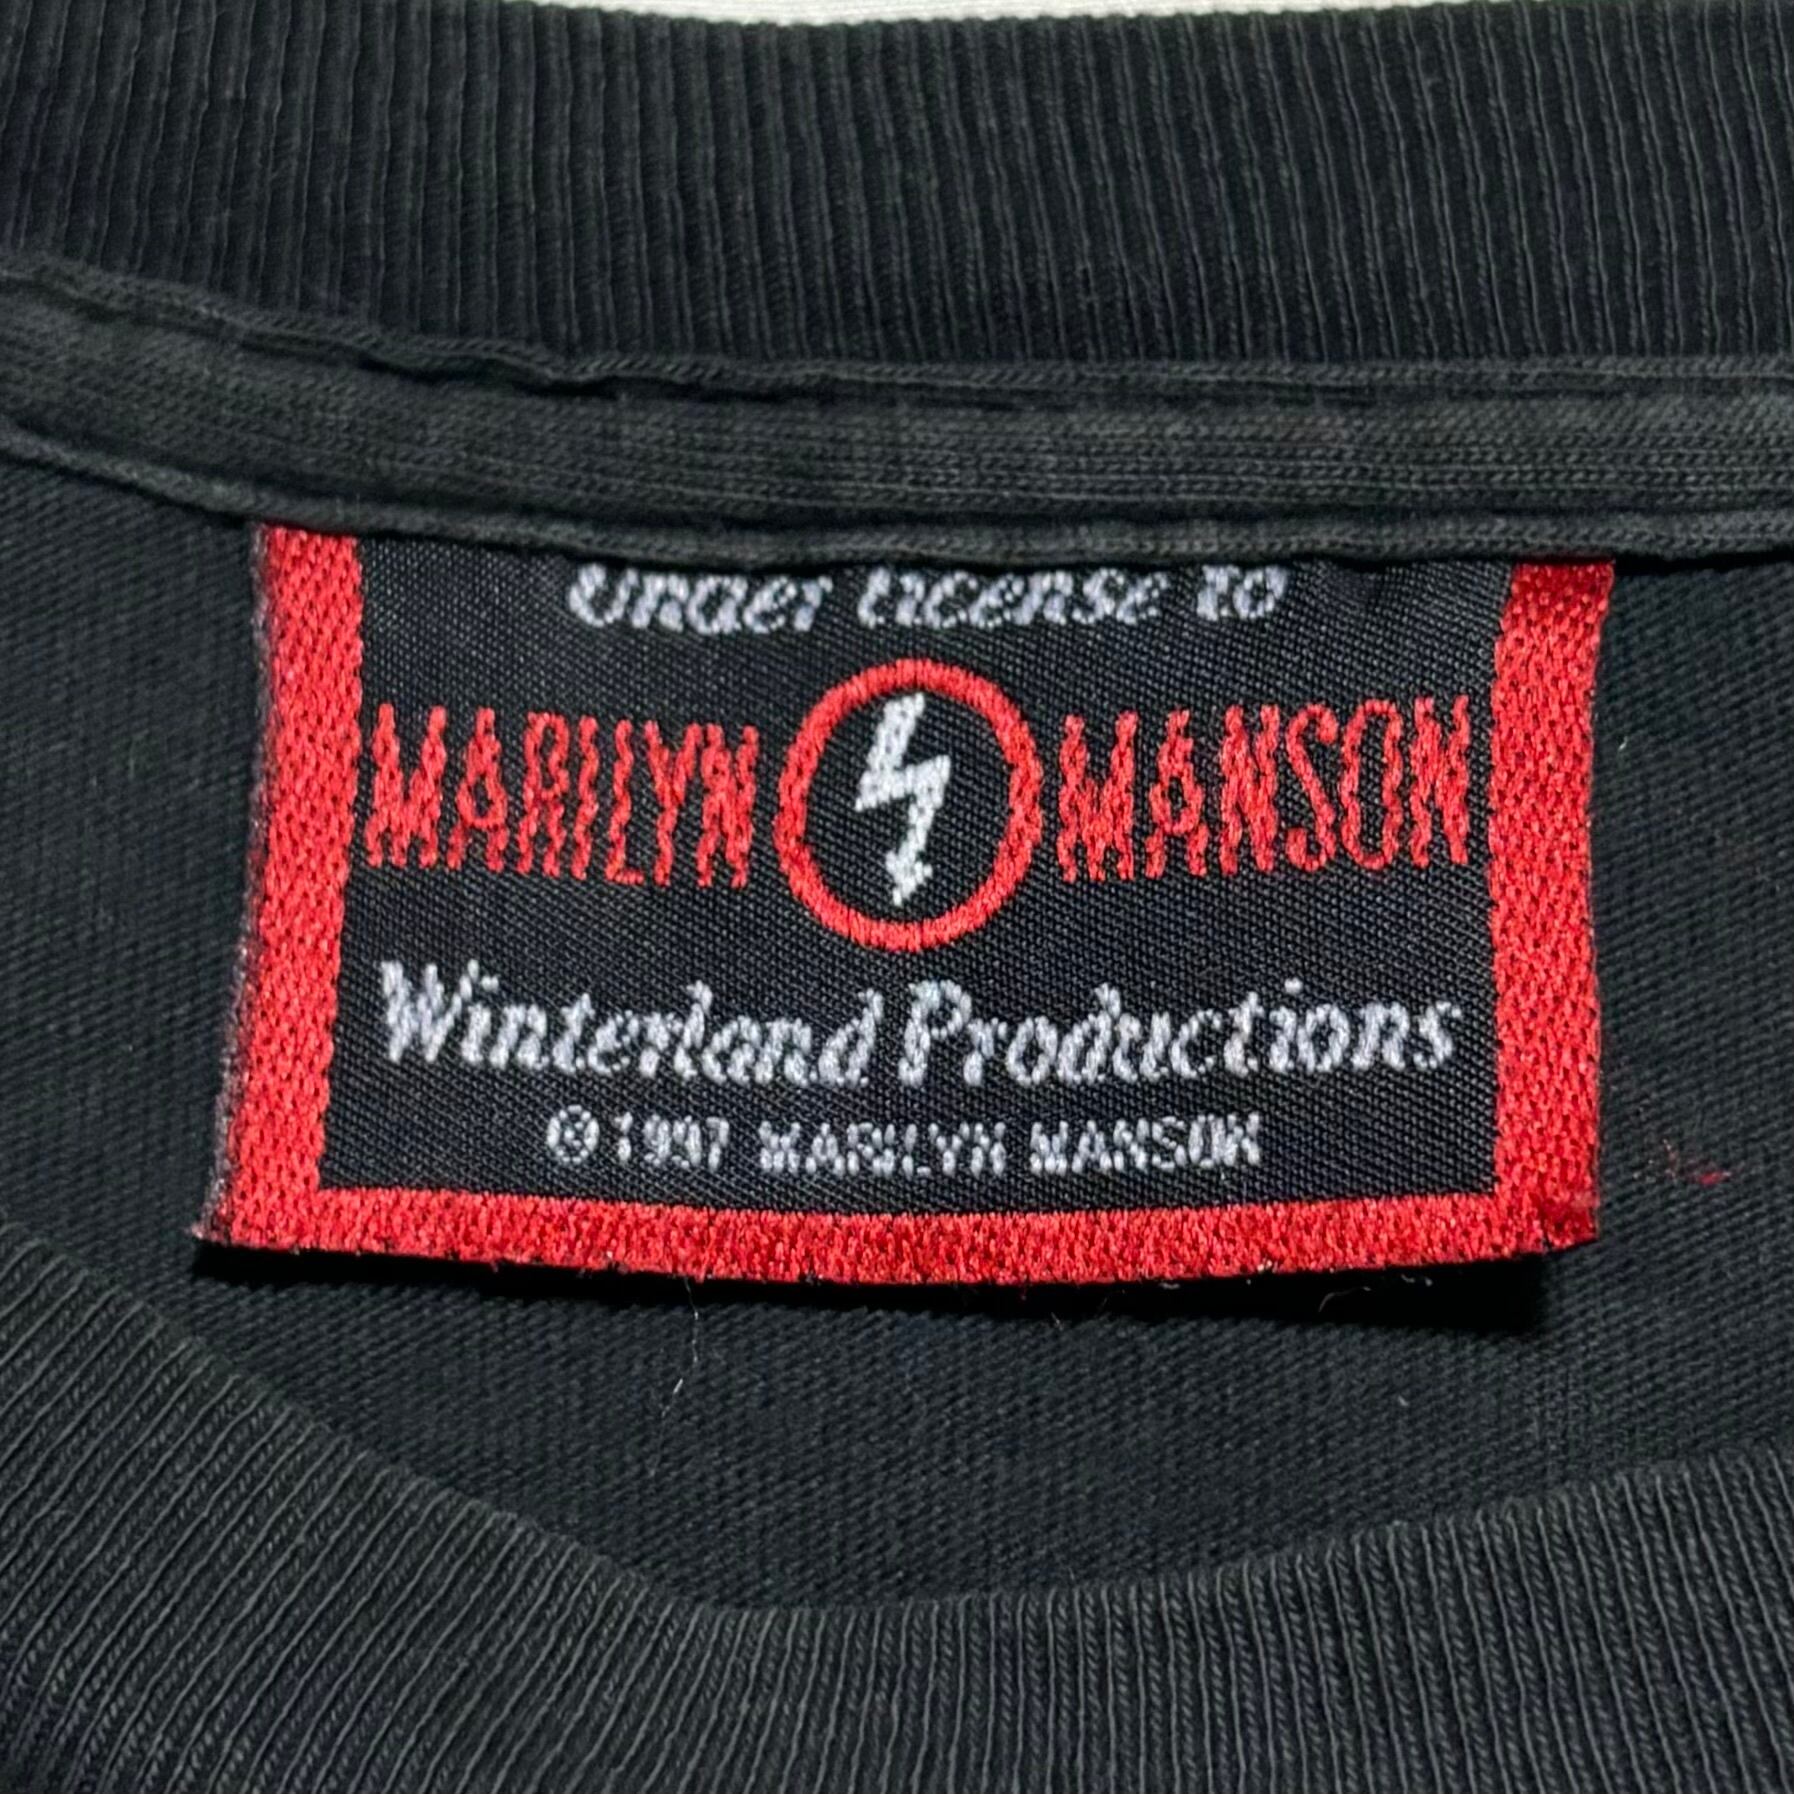 Under license to
MARILYN MANSON
Winterland Productions
© 1997 MARILYN MANSON